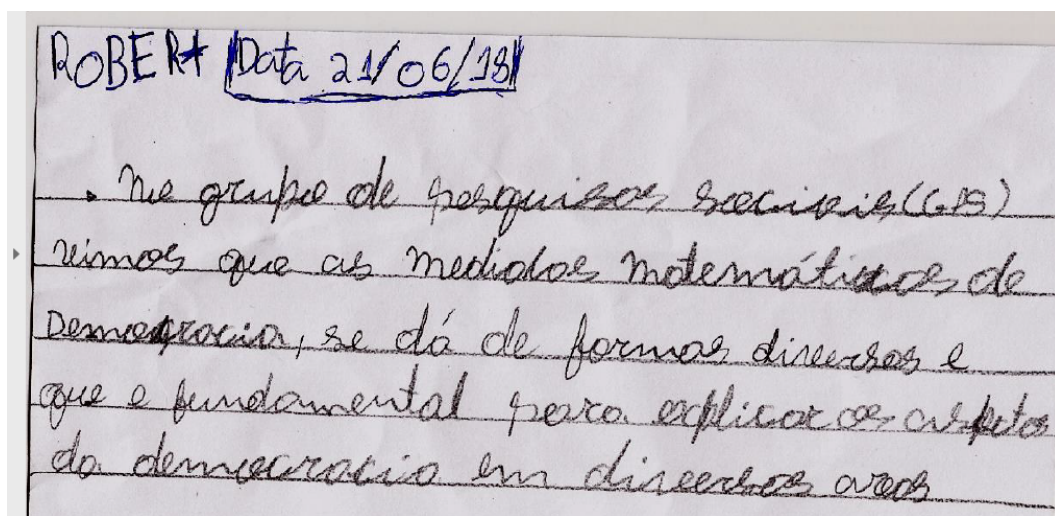 ROBERt Data 21/06/18
. No grupo de pesquisas sociais (GPS)
vimos que as medidas matemáticas de
Democracia, se dá de formas diversas e
que e fundamental para explicar os aspetos
da democracia em diversas areas